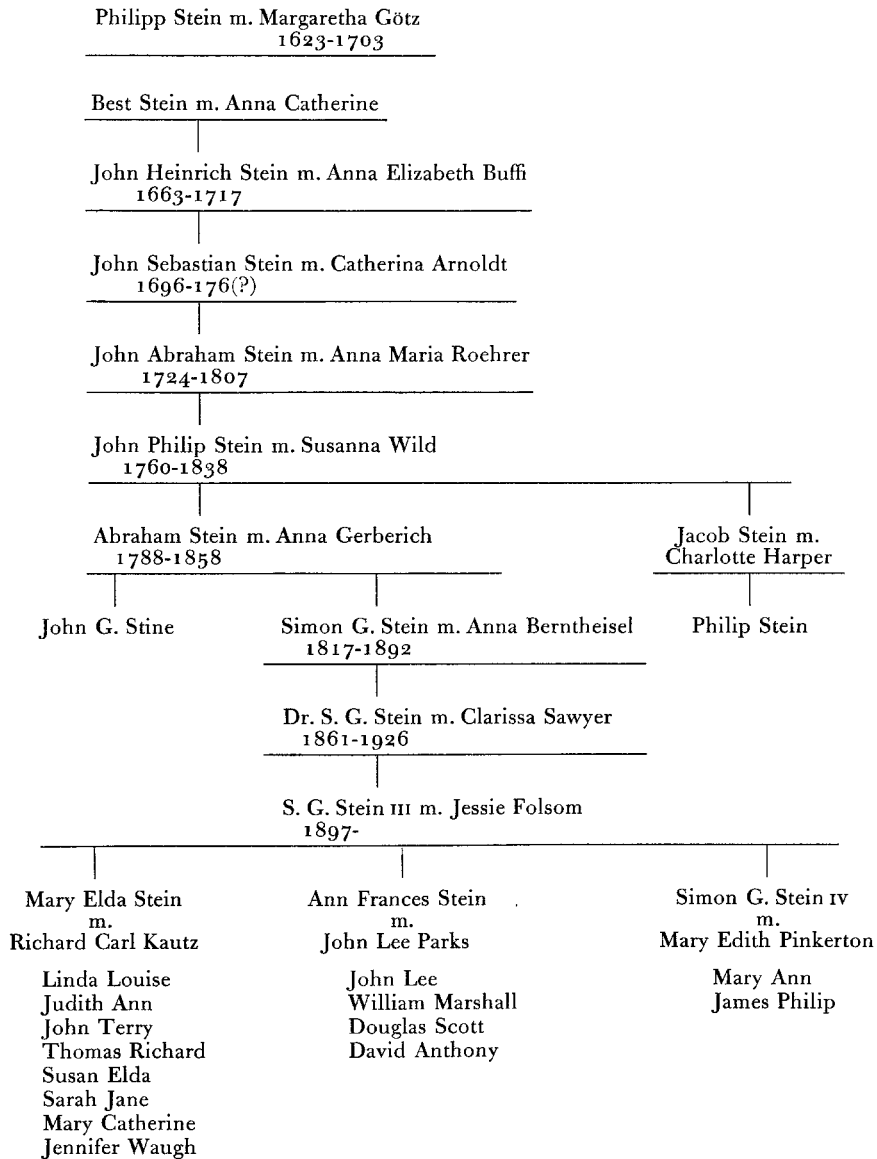 Philipp Stein m. Margaretha Götz
1623-1703
Best Stein m. Anna Catherine
John Heinrich Stein m. Anna Elizabeth Buffi
1663-1717
John Sebastian Stein m. Catherina Arnoldt
1696-176(?)
John Abraham Stein m. Anna Maria Roehrer
1724-1807
John Philip Stein m. Susanna Wild
1760-1838
Abraham Stein m. Anna Gerberich
1788-1858
Jacob Stein m.
Charlotte Harper
John G. Stine
Simon G. Stein m. Anna Berntheisel
1817-1892
Philip Stein
Dr. S. G. Stein m. Clarissa Sawyer
1861-1926
S. G. Stein III m. Jessie Folsom
1897-
Mary Elda Stein
m.
Richard Carl Kautz
Linda Louise
Judith Ann
John Terry
Thomas Richard
Susan Elda
Sarah Jane
Mary Catherine
Jennifer Waugh
Ann Frances Stein
m.
John Lee Parks
John Lee
William Marshall
Douglas Scott
David Anthony
Simon G. Stein IV
m.
Mary Edith Pinkerton
Mary Ann
James Philip